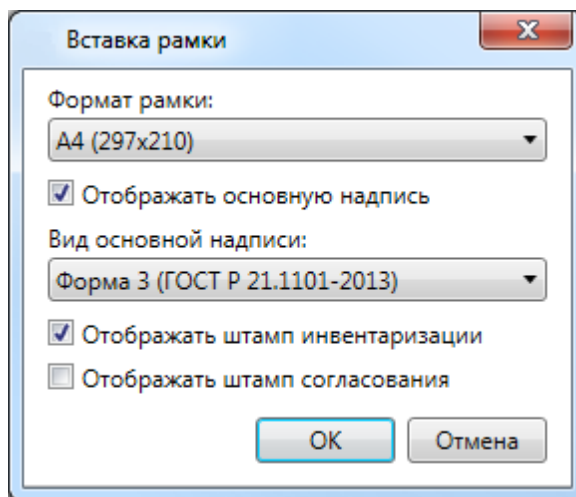 Вставка рамки
Формат рамки:
A4 (297x210)
Отображать основную надпись
Вид основной надписи:
Форма 3 (ГОСТ Р 21.1101-2013)
Отображать штамп инвентаризации
Отображать штамп согласования
ОК Отмена